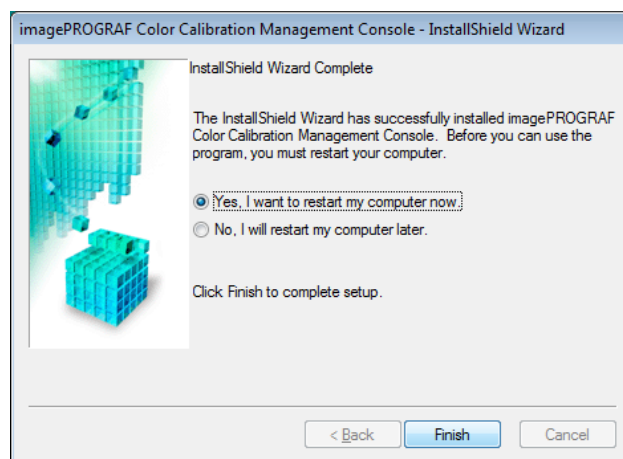 imagePROGRAF Color Calibration Management Console - InstallShield Wizard
InstallShield Wizard Complete
The InstallShield Wizard has successfully installed imagePROGRAF
Color Calibration Management Console. Before you can use the
program, you must restart your computer.
Yes, I want to restart my computer now.
No, I will restart my computer later.
Click Finish to complete setup.
< Back
Finish
Cancel